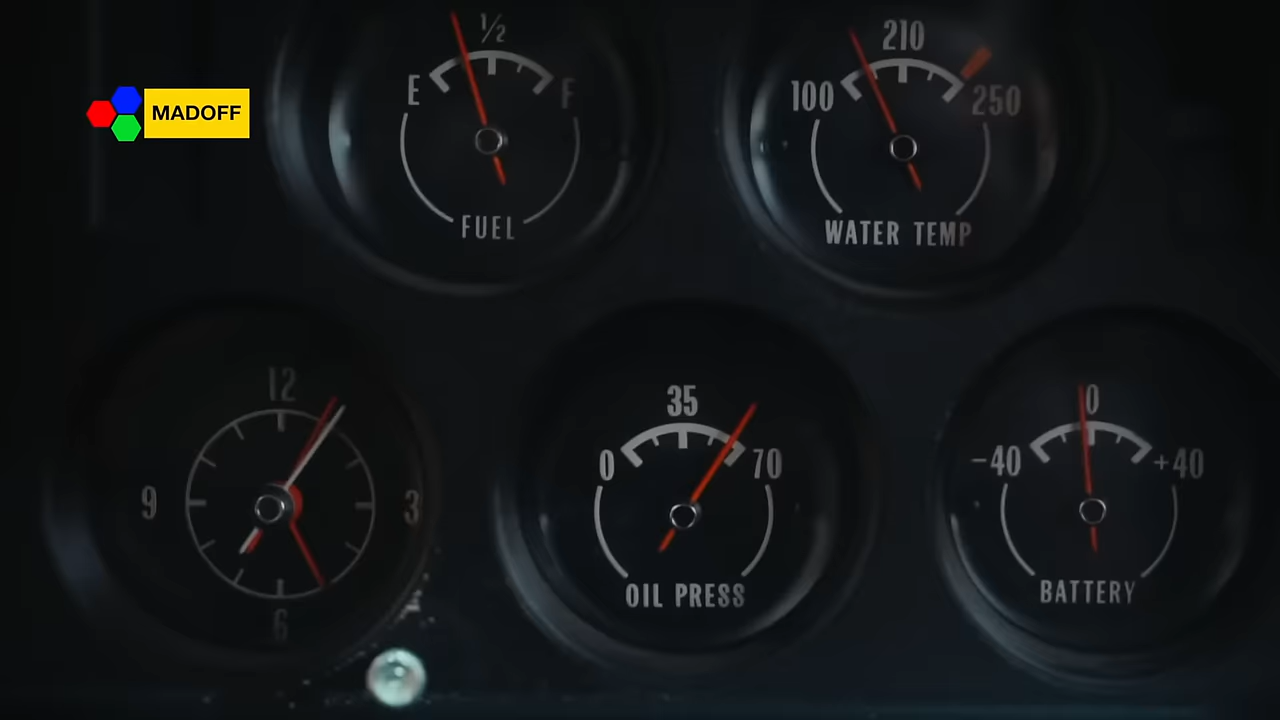 1/2
E
F
FUEL
210
100
250
WATER TEMP
MADOFF
12
9
3
6
35
0
70
OIL PRESS
0
-40
+40
BATTERY